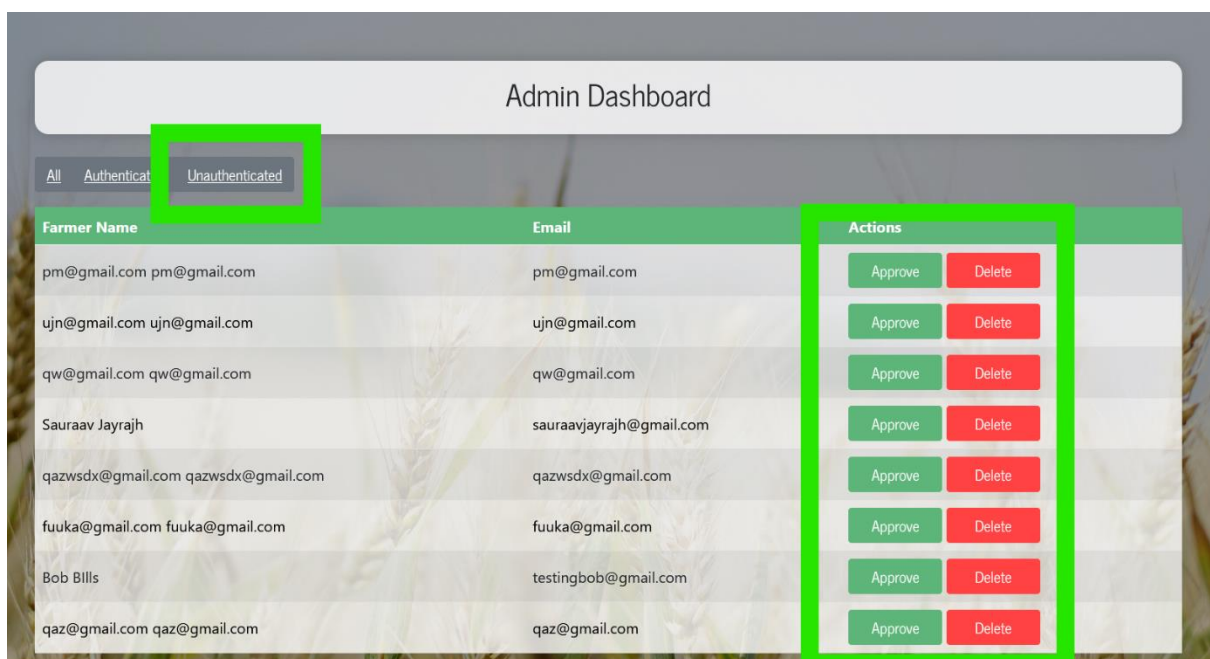 Admin Dashboard
All Authenticat Unauthenticated
Farmer Name Email Actions
pm@gmail.com pm@gmail.com pm@gmail.com Approve Delete
ujn@gmail.com ujn@gmail.com ujn@gmail.com Approve Delete
qw@gmail.com qw@gmail.com qw@gmail.com Approve Delete
Sauraav Jayrajh sauraavjayrajh@gmail.com Approve Delete
qazwsdx@gmail.com qazwsdx@gmail.com qazwsdx@gmail.com Approve Delete
fuuka@gmail.com fuuka@gmail.com fuuka@gmail.com Approve Delete
Bob BIlls testingbob@gmail.com Approve Delete
qaz@gmail.com qaz@gmail.com qaz@gmail.com Approve Delete